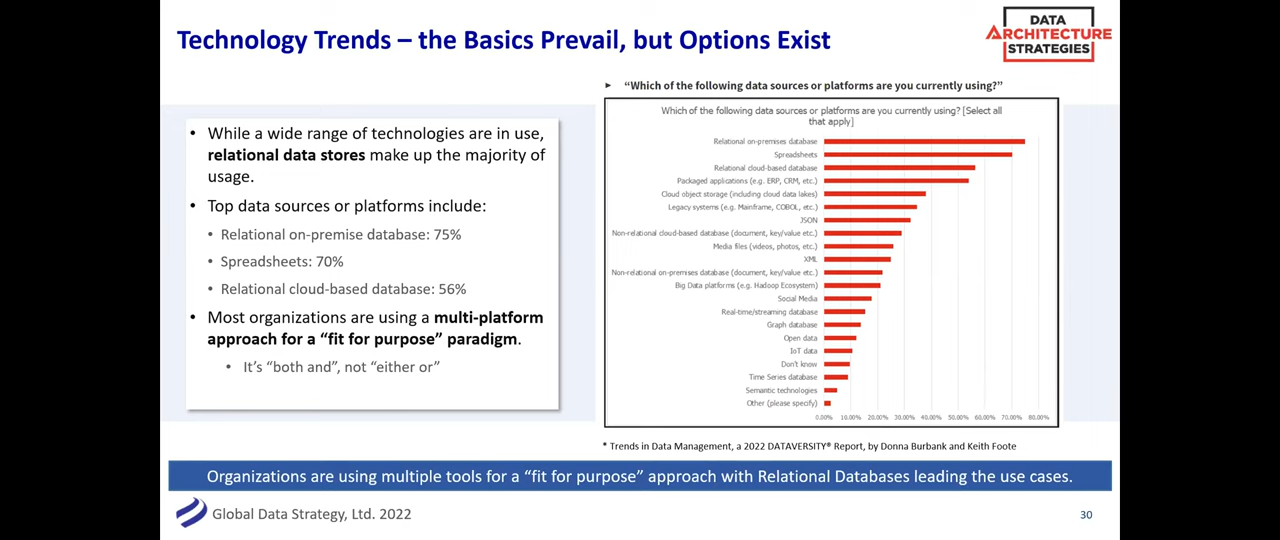 Technology Trends – the Basics Prevail, but Options Exist
DATA
ARCHITECTURE
STRATEGIES
• While a wide range of technologies are in use,
relational data stores make up the majority of
usage.
• Top data sources or platforms include:
• Relational on-premise database: 75%
• Spreadsheets: 70%
• Relational cloud-based database: 56%
• Most organizations are using a multi-platform
approach for a “fit for purpose” paradigm.
• It’s “both and”, not “either or”
► “Which of the following data sources or platforms are you currently using?”
Which of the following data sources or platforms are you currently using? [Select all
that apply]
Relational on-premises database
Spreadsheets
Relational cloud-based database
Packaged applications (e.g. ERP, CRM, etc.)
Cloud object storage (including cloud data lakes)
Legacy systems (e.g. Mainframe, COBOL, etc.)
JSON
Non-relational cloud-based database (document, key/value etc.)
Media files (videos, photos, etc.)
XML
Non-relational on-premises database (document, key/value etc.)
Big Data platforms (e.g. Hadoop Ecosystem)
Social Media
Real-time/streaming database
Graph database
Open data
IoT data
Don't know
Time Series database
Semantic technologies
Other (please specify)
0.00% 10.00% 20.00% 30.00% 40.00% 50.00% 60.00% 70.00% 80.00%
* Trends in Data Management, a 2022 DATAVERSITY® Report, by Donna Burbank and Keith Foote
Organizations are using multiple tools for a “fit for purpose” approach with Relational Databases leading the use cases.
Global Data Strategy, Ltd. 2022
30